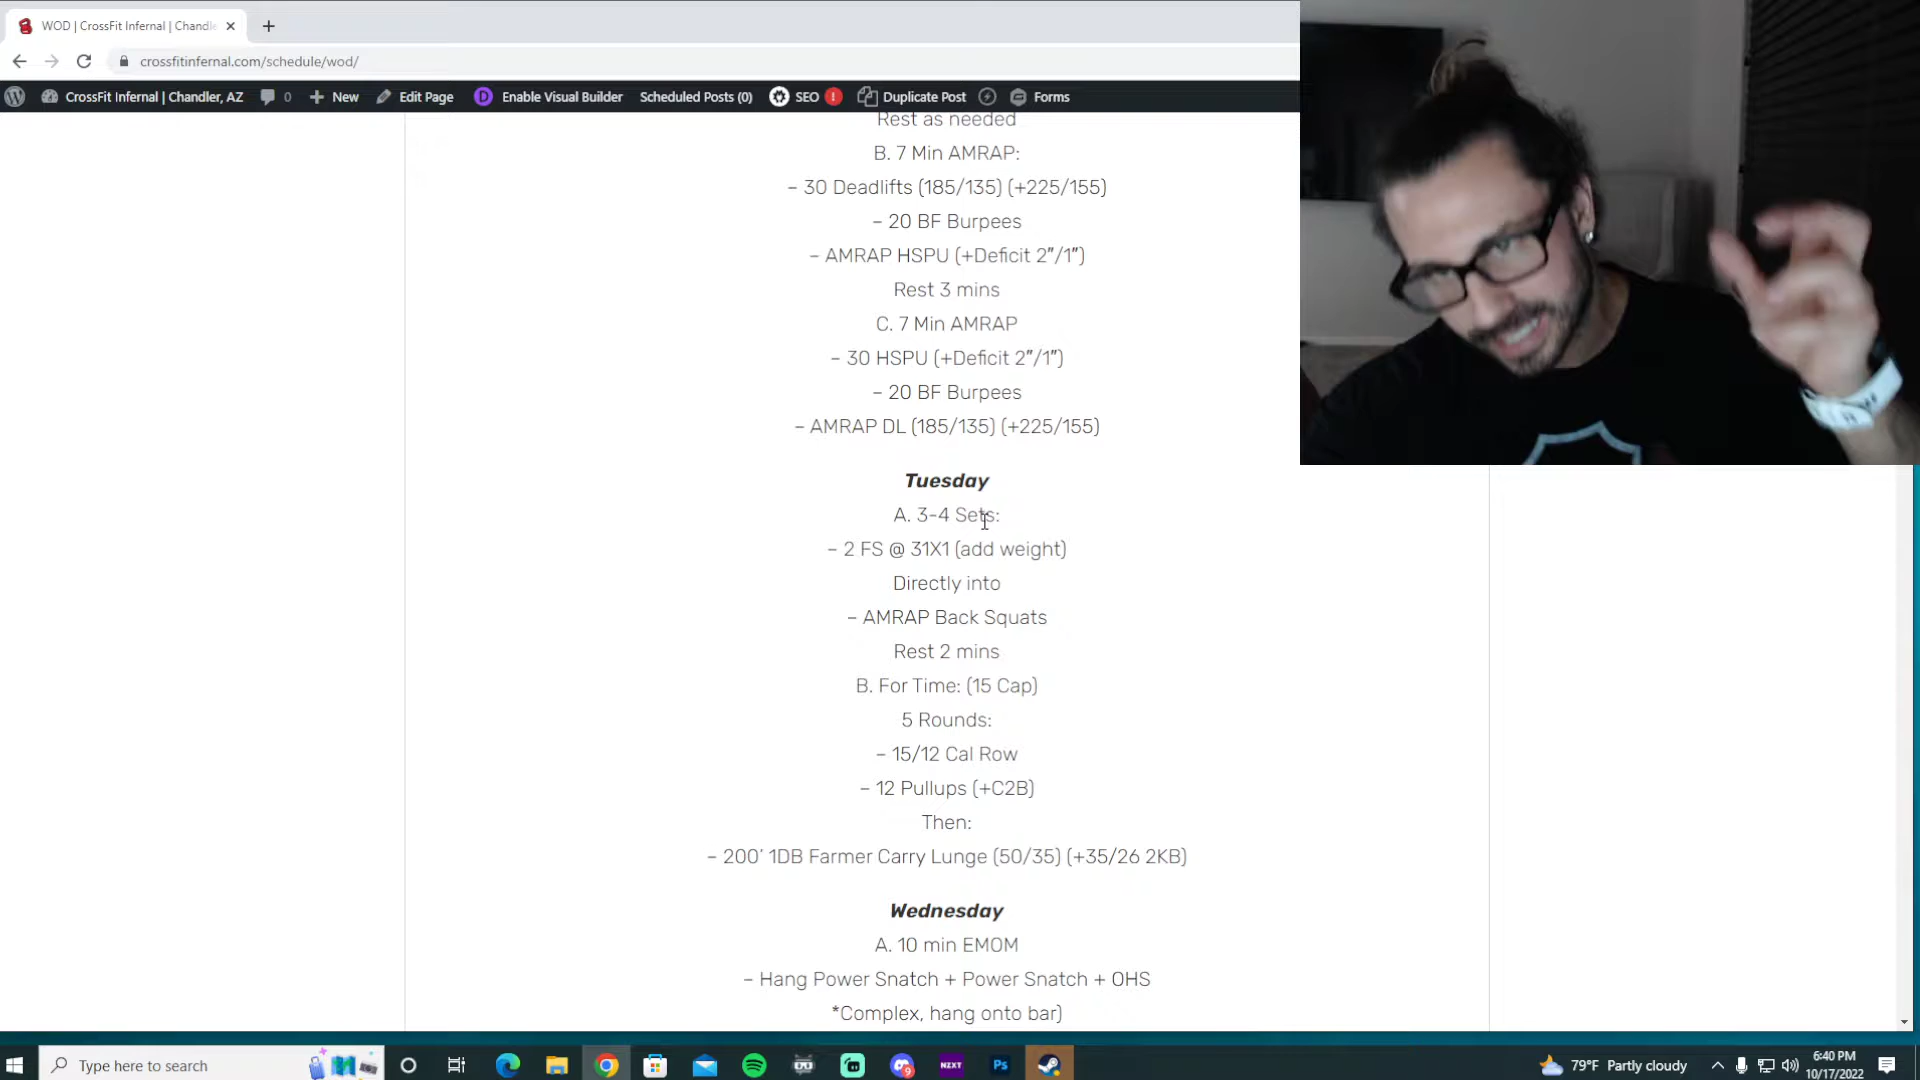 WOD | CrossFit Infernal | Chandle
crossfitinfernal.com/schedule/wod/
CrossFit Infernal | Chandler, AZ 0 New Edit Page Enable Visual Builder Scheduled Posts (0) SEO ! Duplicate Post Forms
Rest as needed
B. 7 Min AMRAP:
– 30 Deadlifts (185/135) (+225/155)
– 20 BF Burpees
– AMRAP HSPU (+Deficit 2″/1″)
Rest 3 mins
C. 7 Min AMRAP
– 30 HSPU (+Deficit 2″/1″)
– 20 BF Burpees
– AMRAP DL (185/135) (+225/155)
Tuesday
A. 3-4 Sets:
– 2 FS @ 31X1 (add weight)
Directly into
– AMRAP Back Squats
Rest 2 mins
B. For Time: (15 Cap)
5 Rounds:
– 15/12 Cal Row
– 12 Pullups (+C2B)
Then:
– 200′ 1DB Farmer Carry Lunge (50/35) (+35/26 2KB)
Wednesday
A. 10 min EMOM
– Hang Power Snatch + Power Snatch + OHS
*Complex, hang onto bar)
Type here to search
NZXT
Ps
79°F Partly cloudy
6:40 PM
10/17/2022